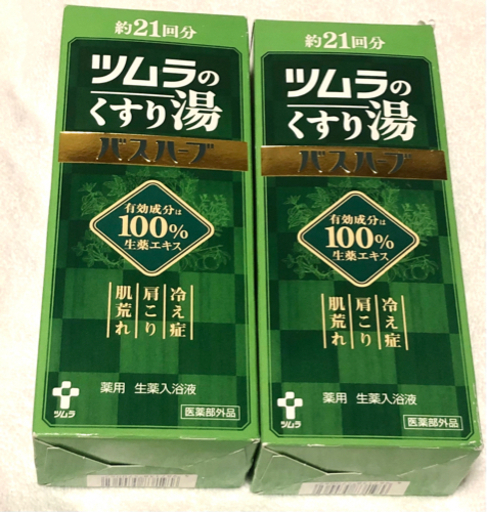 約21回分
ツムラの
くすり湯
バスハーブ
有効成分は
100%
生薬エキス
冷え症
肩こり
肌荒れ
薬用 生薬入浴液
ツムラ
医薬部外品
約21回分
ツムラの
くすり湯
バスハーブ
有効成分は
100%
生薬エキス
冷え症
肩こり
肌荒れ
薬用 生薬入浴液
ツムラ
医薬部外品